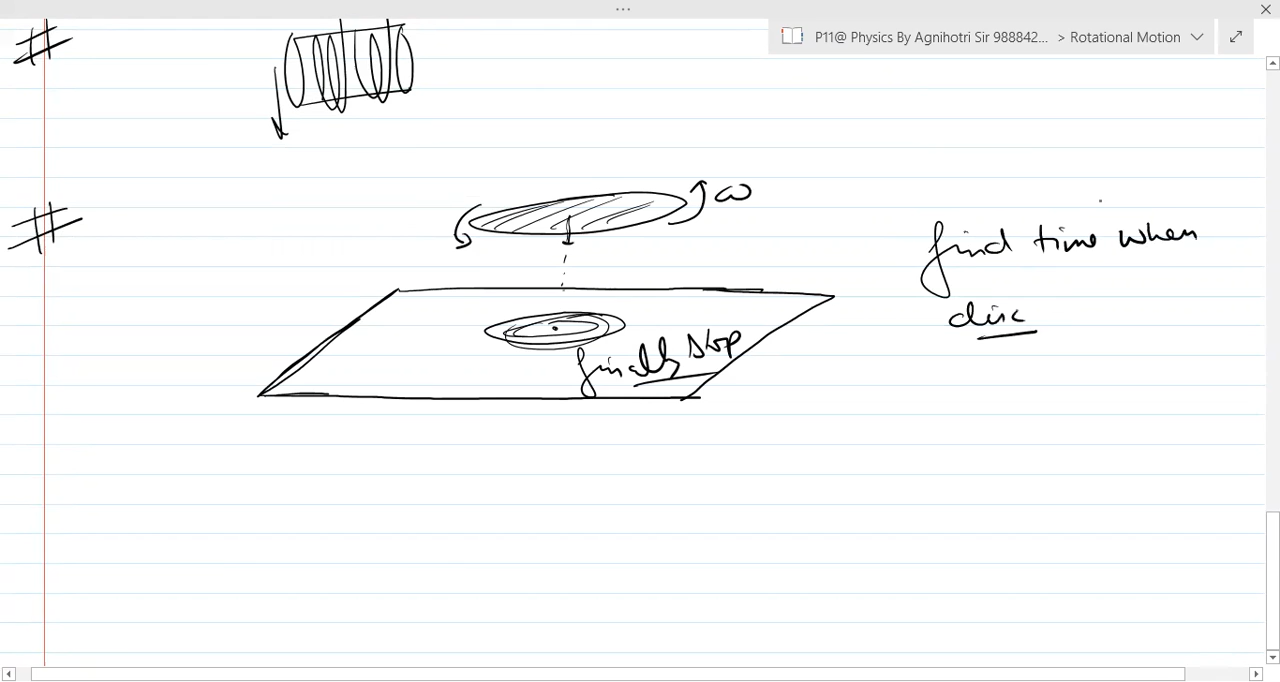 P11@ Physics By Agnihotri Sir 988842... > Rotational Motion
#
#
ω
find time when
disc
finally stop